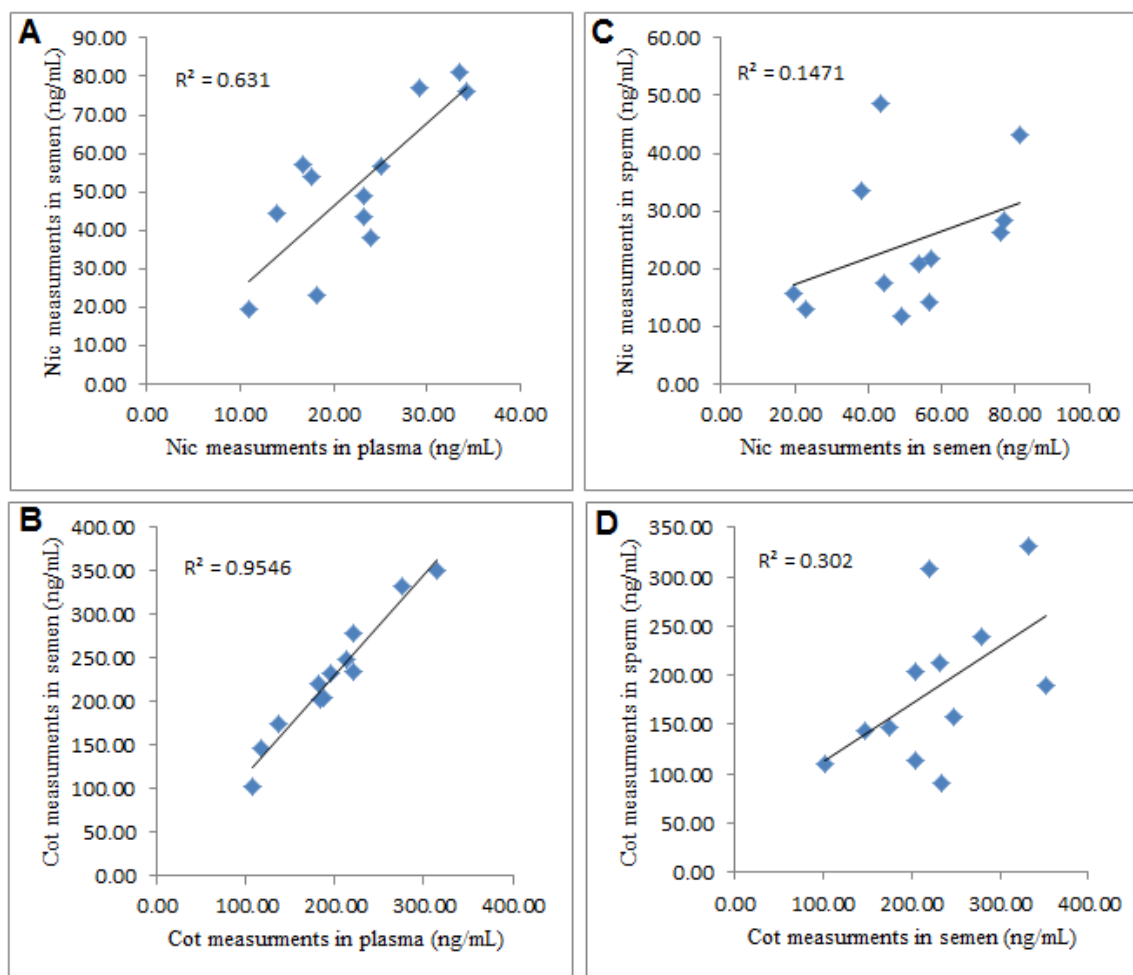 A
Nic measurments in semen (ng/mL)
90.00
80.00
70.00
60.00
50.00
40.00
30.00
20.00
10.00
0.00
R² = 0.631
0.00 10.00 20.00 30.00 40.00
Nic measurments in plasma (ng/mL)
C
Nic measurments in sperm (ng/mL)
60.00
50.00
40.00
30.00
20.00
10.00
0.00
R² = 0.1471
0.00 20.00 40.00 60.00 80.00 100.00
Nic measurments in semen (ng/mL)
B
Cot measurments in semen (ng/mL)
400.00
350.00
300.00
250.00
200.00
150.00
100.00
50.00
0.00
R² = 0.9546
0.00 100.00 200.00 300.00 400.00
Cot measurments in plasma (ng/mL)
D
Cot measurments in sperm (ng/mL)
350.00
300.00
250.00
200.00
150.00
100.00
50.00
0.00
R² = 0.302
0.00 100.00 200.00 300.00 400.00
Cot measurments in semen (ng/mL)